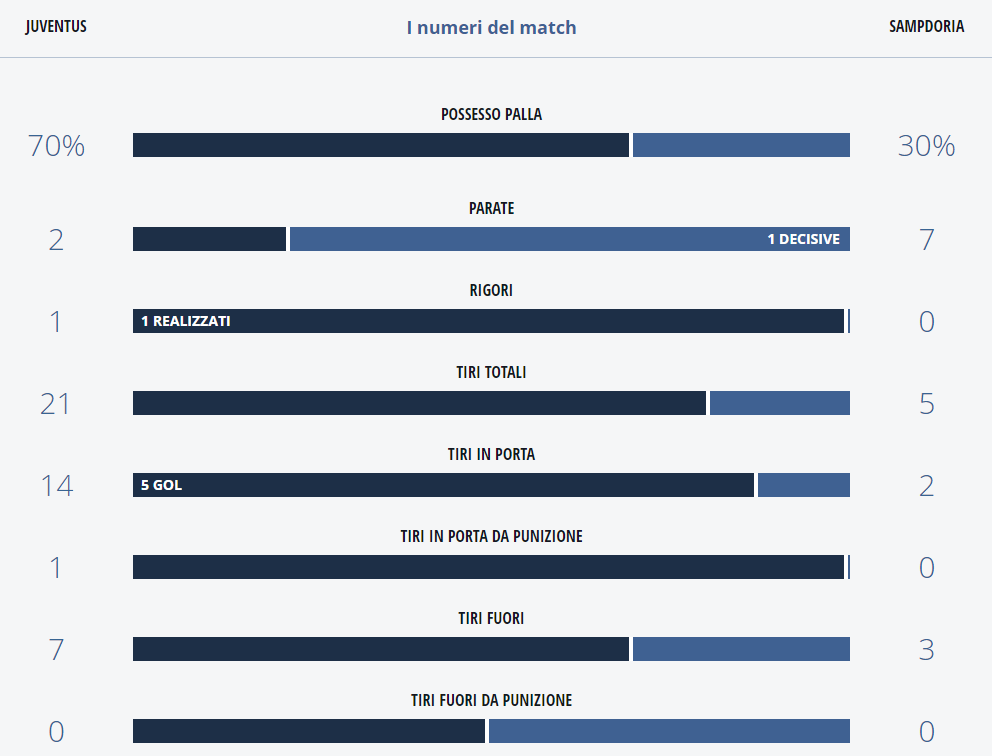 JUVENTUS I numeri del match SAMPDORIA
POSSESSO PALLA
70% 30%
PARATE
2 1 DECISIVE 7
RIGORI
1 1 REALIZZATI 0
TIRI TOTALI
21 5
TIRI IN PORTA
14 5 GOL 2
TIRI IN PORTA DA PUNIZIONE
1 0
TIRI FUORI
7 3
TIRI FUORI DA PUNIZIONE
0 0